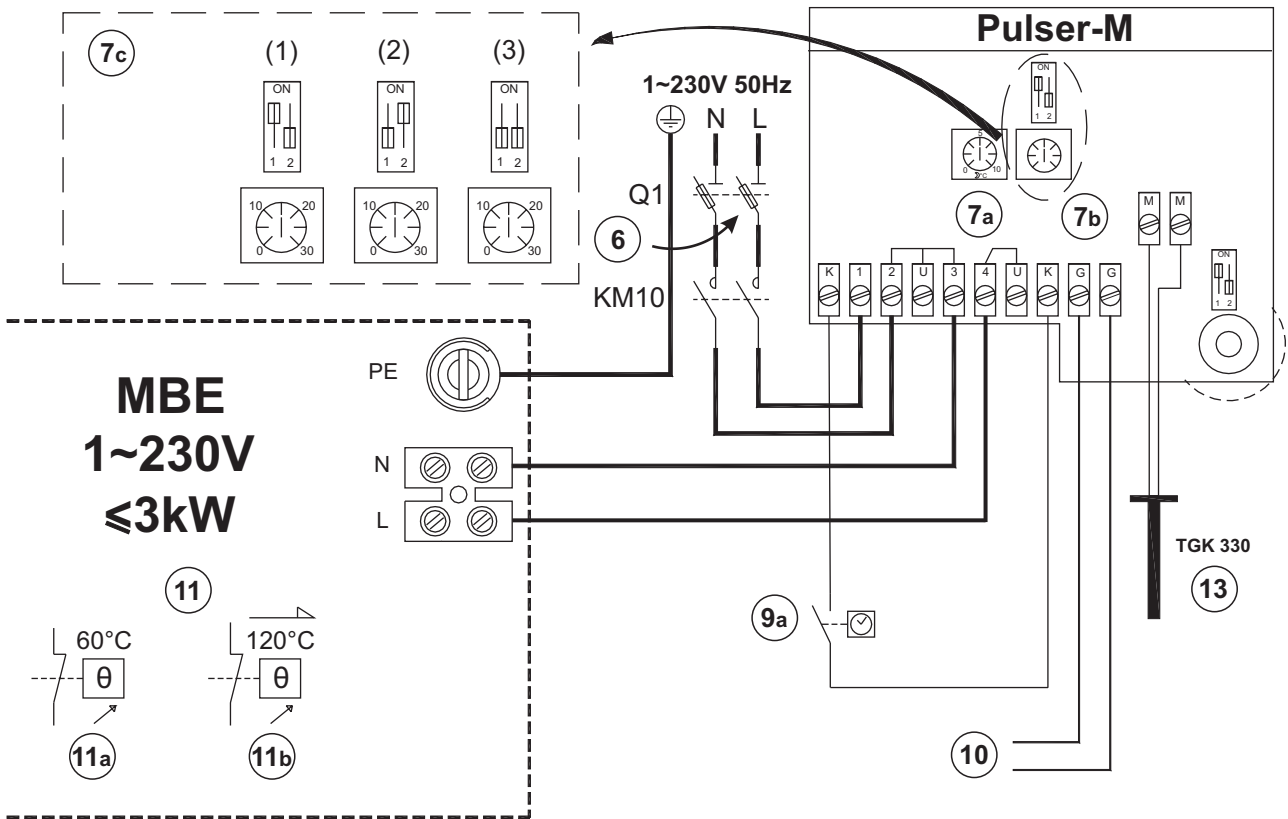 Pulser-M
7c
(1) (2) (3)
ON ON ON
1 2 1 2 1 2
10 20 10 20 10 20
0 30 0 30 0 30
1~230V 50Hz
N L
Q1
6
KM10
ON
1 2
5
0 10
°C
7a 7b
M M
K 1 2 U 3 4 U K G G
ON
1 2
MBE
1~230V
≤3kW
PE
N
L
TGK 330
13
11
9a
60°C 120°C
θ θ
11a 11b
10